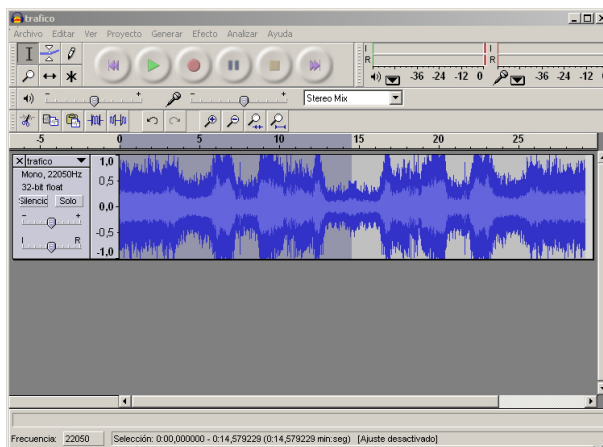 trafico
Archivo Editar Ver Proyecto Generar Efecto Analizar Ayuda
I
R
-36 -24 -12 0
I
R
-36 -24 -12 0
- +
- +
Stereo Mix
-5 0 5 10 15 20 25
trafico
Mono, 22050Hz
32-bit float
Silencic Solo
- +
I R
1,0
0,5
0,0
-0,5
-1,0
Frecuencia: 22050 Selección: 0:00,000000 - 0:14,579229 (0:14,579229 min:seg) [Ajuste desactivado]